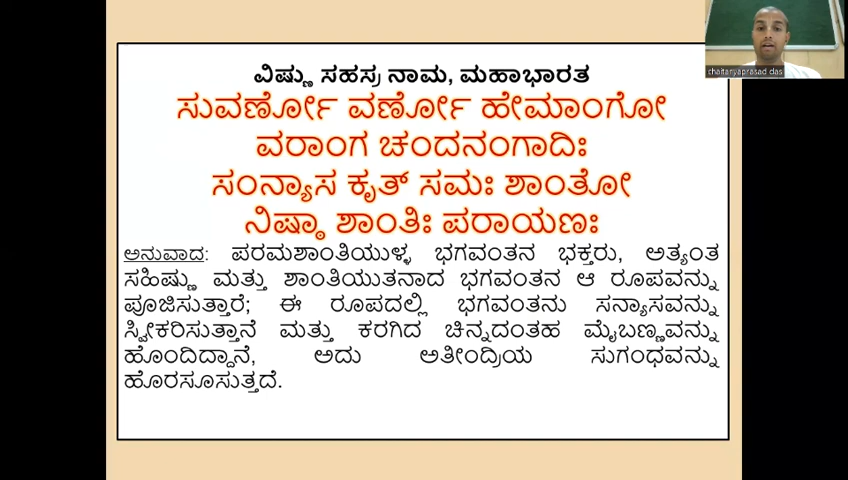 ವಿಷ್ಣು ಸಹಸ್ರ ನಾಮ, ಮಹಾಭಾರತ
ಸುವರ್ಣೋ ವರ್ಣೋ ಹೇಮಾಂಗೋ
ವರಾಂಗ ಚಂದನಂಗಾದಿಃ
ಸಂನ್ಯಾಸ ಕೃತ್ ಸಮಃ ಶಾಂತೋ
ನಿಷ್ಠಾ ಶಾಂತಿಃ ಪರಾಯಣಃ
ಅನುವಾದ: ಪರಮಶಾಂತಿಯುಳ್ಳ ಭಗವಂತನ ಭಕ್ತರು, ಅತ್ಯಂತ
ಸಹಿಷ್ಣು ಮತ್ತು ಶಾಂತಿಯುತನಾದ ಭಗವಂತನ ಆ ರೂಪವನ್ನು
ಪೂಜಿಸುತ್ತಾರೆ; ಈ ರೂಪದಲ್ಲಿ ಭಗವಂತನು ಸನ್ಯಾಸವನ್ನು
ಸ್ವೀಕರಿಸುತ್ತಾನೆ ಮತ್ತು ಕರಗಿದ ಚಿನ್ನದಂತಹ ಮೈಬಣ್ಣವನ್ನು
ಹೊಂದಿದ್ದಾನೆ, ಅದು ಅತೀಂದ್ರಿಯ ಸುಗಂಧವನ್ನು
ಹೊರಸೂಸುತ್ತದೆ.
chaitanyaprasad das